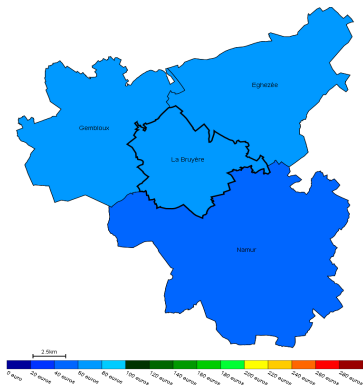 Eghezée
Gembloux
La Bruyère
Namur
2.5km
0 euro
20 euros
40 euros
60 euros
80 euros
100 euros
120 euros
140 euros
160 euros
180 euros
200 euros
220 euros
240 euros
260 euros
280 euros